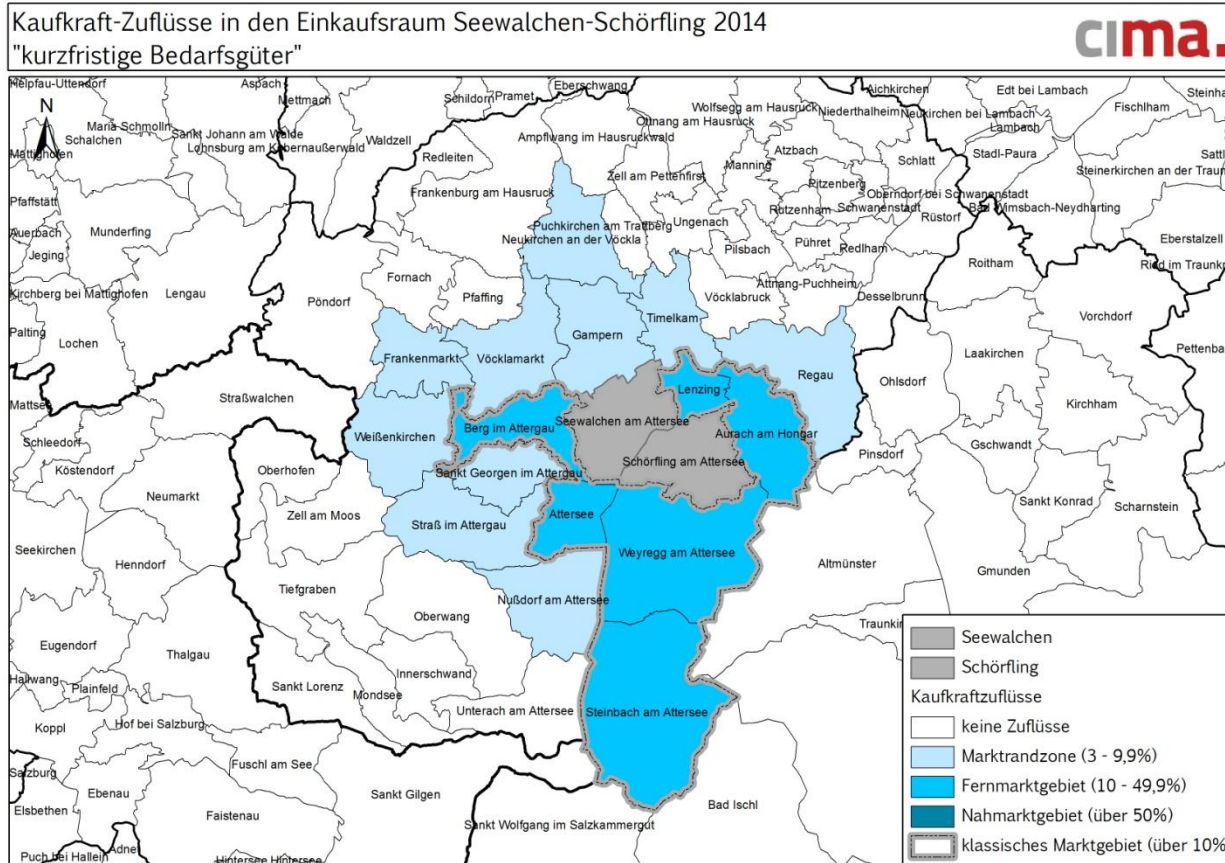 Kaufkraft-Zuflüsse in den Einkaufsraum Seewalchen-Schörfling 2014
"kurzfristige Bedarfsgüter"
cima.
Helpfau-Uttendorf
Aspach
Mettmach
Schildorn
Pramet
Eberschwang
Aichkirchen
Edt bei Lambach
Steinha
N
Maria Schmolln
Schalchen
Sankt Johann am Walde
Lohnsburg am Kobernaußerwald
Waldzell
Ampflwang im Hausruckwald
Wolfsegg am Hausruck
Ottnang am Hausruck
Niederthalheim
Neukirchen bei Lambach
Lambach
Fischlham
Mattighofen
Redleiten
Atzbach
Manning
Schlatt
Stadl-Paura
Sattl
Steinerkirchen an der Traun
Pfaffstätt
Frankenburg am Hausruck
Zell am Pettenfirst
Pitzenberg
Oberndorf bei Schwanenstadt
Schwanenstadt
Bad Wimsbach-Neydharting
Auerbach
Munderfing
Puchkirchen am Trattberg
Neukirchen an der Vöckla
Ungenach
Rutzenham
Rüstorf
Jeging
Pilsbach
Pühret
Redlham
Eberstalzell
Fornach
Roitham
Ried im Traunkr
Kirchberg bei Mattighofen
Lengau
Pöndorf
Pfaffing
Vöcklabruck
Attnang-Puchheim
Desselbrunn
Palting
Gampern
Timelkam
Vorchdorf
Lochen
Frankenmarkt
Vöcklamarkt
Regau
Laakirchen
Pettenba
Ohlsdorf
Mattsee
Straßwalchen
Lenzing
Kirchham
Schleedorf
Weißenkirchen
Berg im Attergau
Seewalchen am Attersee
Aurach am Hongar
Gschwandt
Köstendorf
Oberhofen
Sankt Georgen im Attergau
Schörfling am Attersee
Pinsdorf
Neumarkt
Sankt Konrad
Scharnstein
Zell am Moos
Straß im Attergau
Attersee
Seekirchen
Weyregg am Attersee
Henndorf
Altmünster
Gmunden
Tiefgraben
Nußdorf am Attersee
Oberwang
Traunkir
Eugendorf
Thalgau
Innerschwand
Hallwang
Plainfeld
Sankt Lorenz
Mondsee
Unterach am Attersee
Steinbach am Attersee
Koppl
Hof bei Salzburg
Fuschl am See
Salzburg
Ebenau
Sankt Gilgen
Bad Ischl
Elsbethen
Faistenau
Sankt Wolfgang im Salzkammergut
Adnet
Puch bei Hallein
Hintersee
Hintersee
Seewalchen
Schörfling
Kaufkraftzuflüsse
keine Zuflüsse
Marktrandzone (3 - 9,9%)
Fernmarktgebiet (10 - 49,9%)
Nahmarktgebiet (über 50%)
klassisches Marktgebiet (über 10%